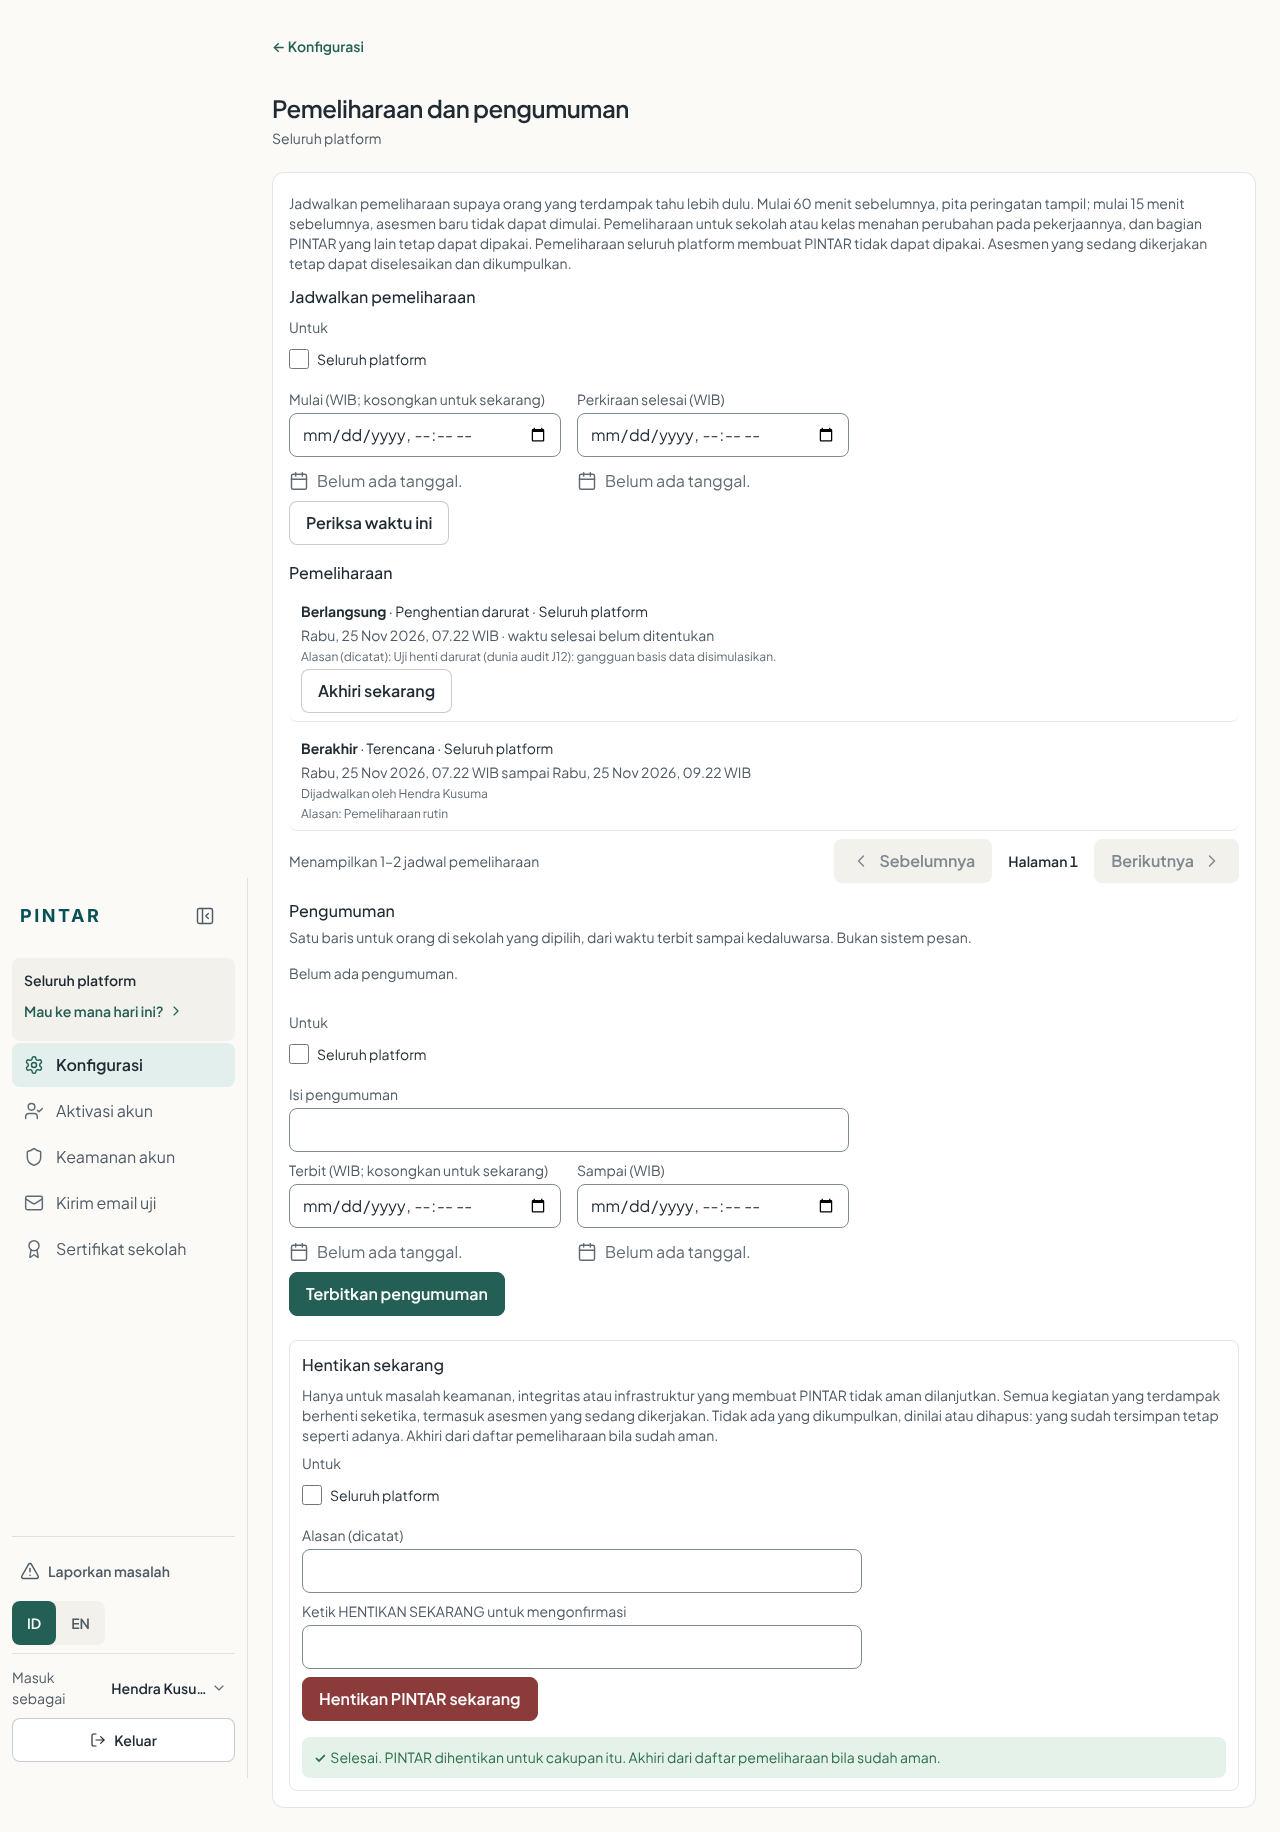 ← Konfigurasi
Pemeliharaan dan pengumuman
Seluruh platform
Jadwalkan pemeliharaan supaya orang yang terdampak tahu lebih dulu. Mulai 60 menit sebelumnya, pita peringatan tampil; mulai 15 menit
sebelumnya, asesmen baru tidak dapat dimulai. Pemeliharaan untuk sekolah atau kelas menahan perubahan pada pekerjaannya, dan bagian
PINTAR yang lain tetap dapat dipakai. Pemeliharaan seluruh platform membuat PINTAR tidak dapat dipakai. Asesmen yang sedang dikerjakan
tetap dapat diselesaikan dan dikumpulkan.
Jadwalkan pemeliharaan
Untuk
Seluruh platform
Mulai (WIB; kosongkan untuk sekarang) Perkiraan selesai (WIB)
mm/dd/yyyy, --:-- -- mm/dd/yyyy, --:-- --
Belum ada tanggal. Belum ada tanggal.
Periksa waktu ini
Pemeliharaan
Berlangsung · Penghentian darurat · Seluruh platform
Rabu, 25 Nov 2026, 07.22 WIB · waktu selesai belum ditentukan
Alasan (dicatat): Uji henti darurat (dunia audit J12): gangguan basis data disimulasikan.
Akhiri sekarang
Berakhir · Terencana · Seluruh platform
Rabu, 25 Nov 2026, 07.22 WIB sampai Rabu, 25 Nov 2026, 09.22 WIB
Dijadwalkan oleh Hendra Kusuma
Alasan: Pemeliharaan rutin
Menampilkan 1–2 jadwal pemeliharaan Sebelumnya Halaman 1 Berikutnya
Pengumuman
Satu baris untuk orang di sekolah yang dipilih, dari waktu terbit sampai kedaluwarsa. Bukan sistem pesan.
Belum ada pengumuman.
Untuk
Seluruh platform
Isi pengumuman
Terbit (WIB; kosongkan untuk sekarang) Sampai (WIB)
mm/dd/yyyy, --:-- -- mm/dd/yyyy, --:-- --
Belum ada tanggal. Belum ada tanggal.
Terbitkan pengumuman
Hentikan sekarang
Hanya untuk masalah keamanan, integritas atau infrastruktur yang membuat PINTAR tidak aman dilanjutkan. Semua kegiatan yang terdampak
berhenti seketika, termasuk asesmen yang sedang dikerjakan. Tidak ada yang dikumpulkan, dinilai atau dihapus: yang sudah tersimpan tetap
seperti adanya. Akhiri dari daftar pemeliharaan bila sudah aman.
Untuk
Seluruh platform
Alasan (dicatat)
Ketik HENTIKAN SEKARANG untuk mengonfirmasi
Hentikan PINTAR sekarang
✓ Selesai. PINTAR dihentikan untuk cakupan itu. Akhiri dari daftar pemeliharaan bila sudah aman.
PINTAR
Seluruh platform
Mau ke mana hari ini?
Konfigurasi
Aktivasi akun
Keamanan akun
Kirim email uji
Sertifikat sekolah
Laporkan masalah
ID EN
Masuk sebagai Hendra Kusu…
Keluar